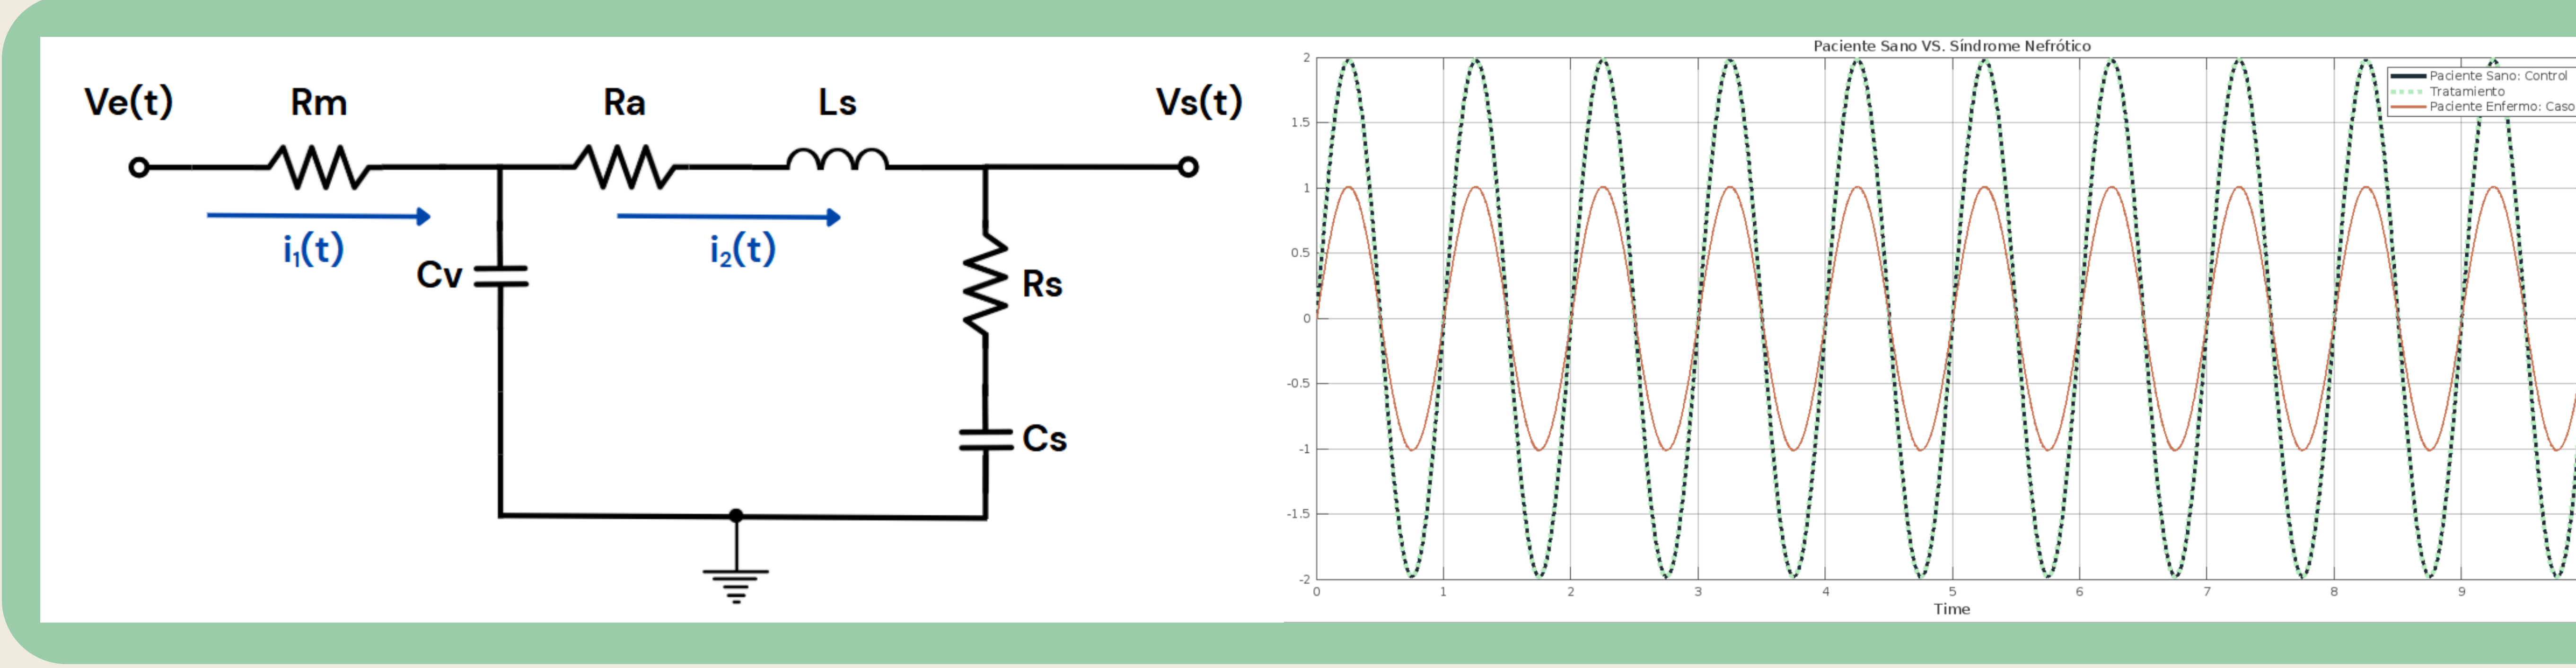 Ve(t)
Rm
Ra
Ls
Vs(t)
i₁(t)
i₂(t)
Cv
Rs
Cs
Paciente Sano VS. Síndrome Nefrótico
Paciente Sano: Control
Tratamiento
Paciente Enfermo: Caso
2
1.5
1
0.5
0
-0.5
-1
-1.5
-2
0 1 2 3 4 5 6 7 8 9
Time